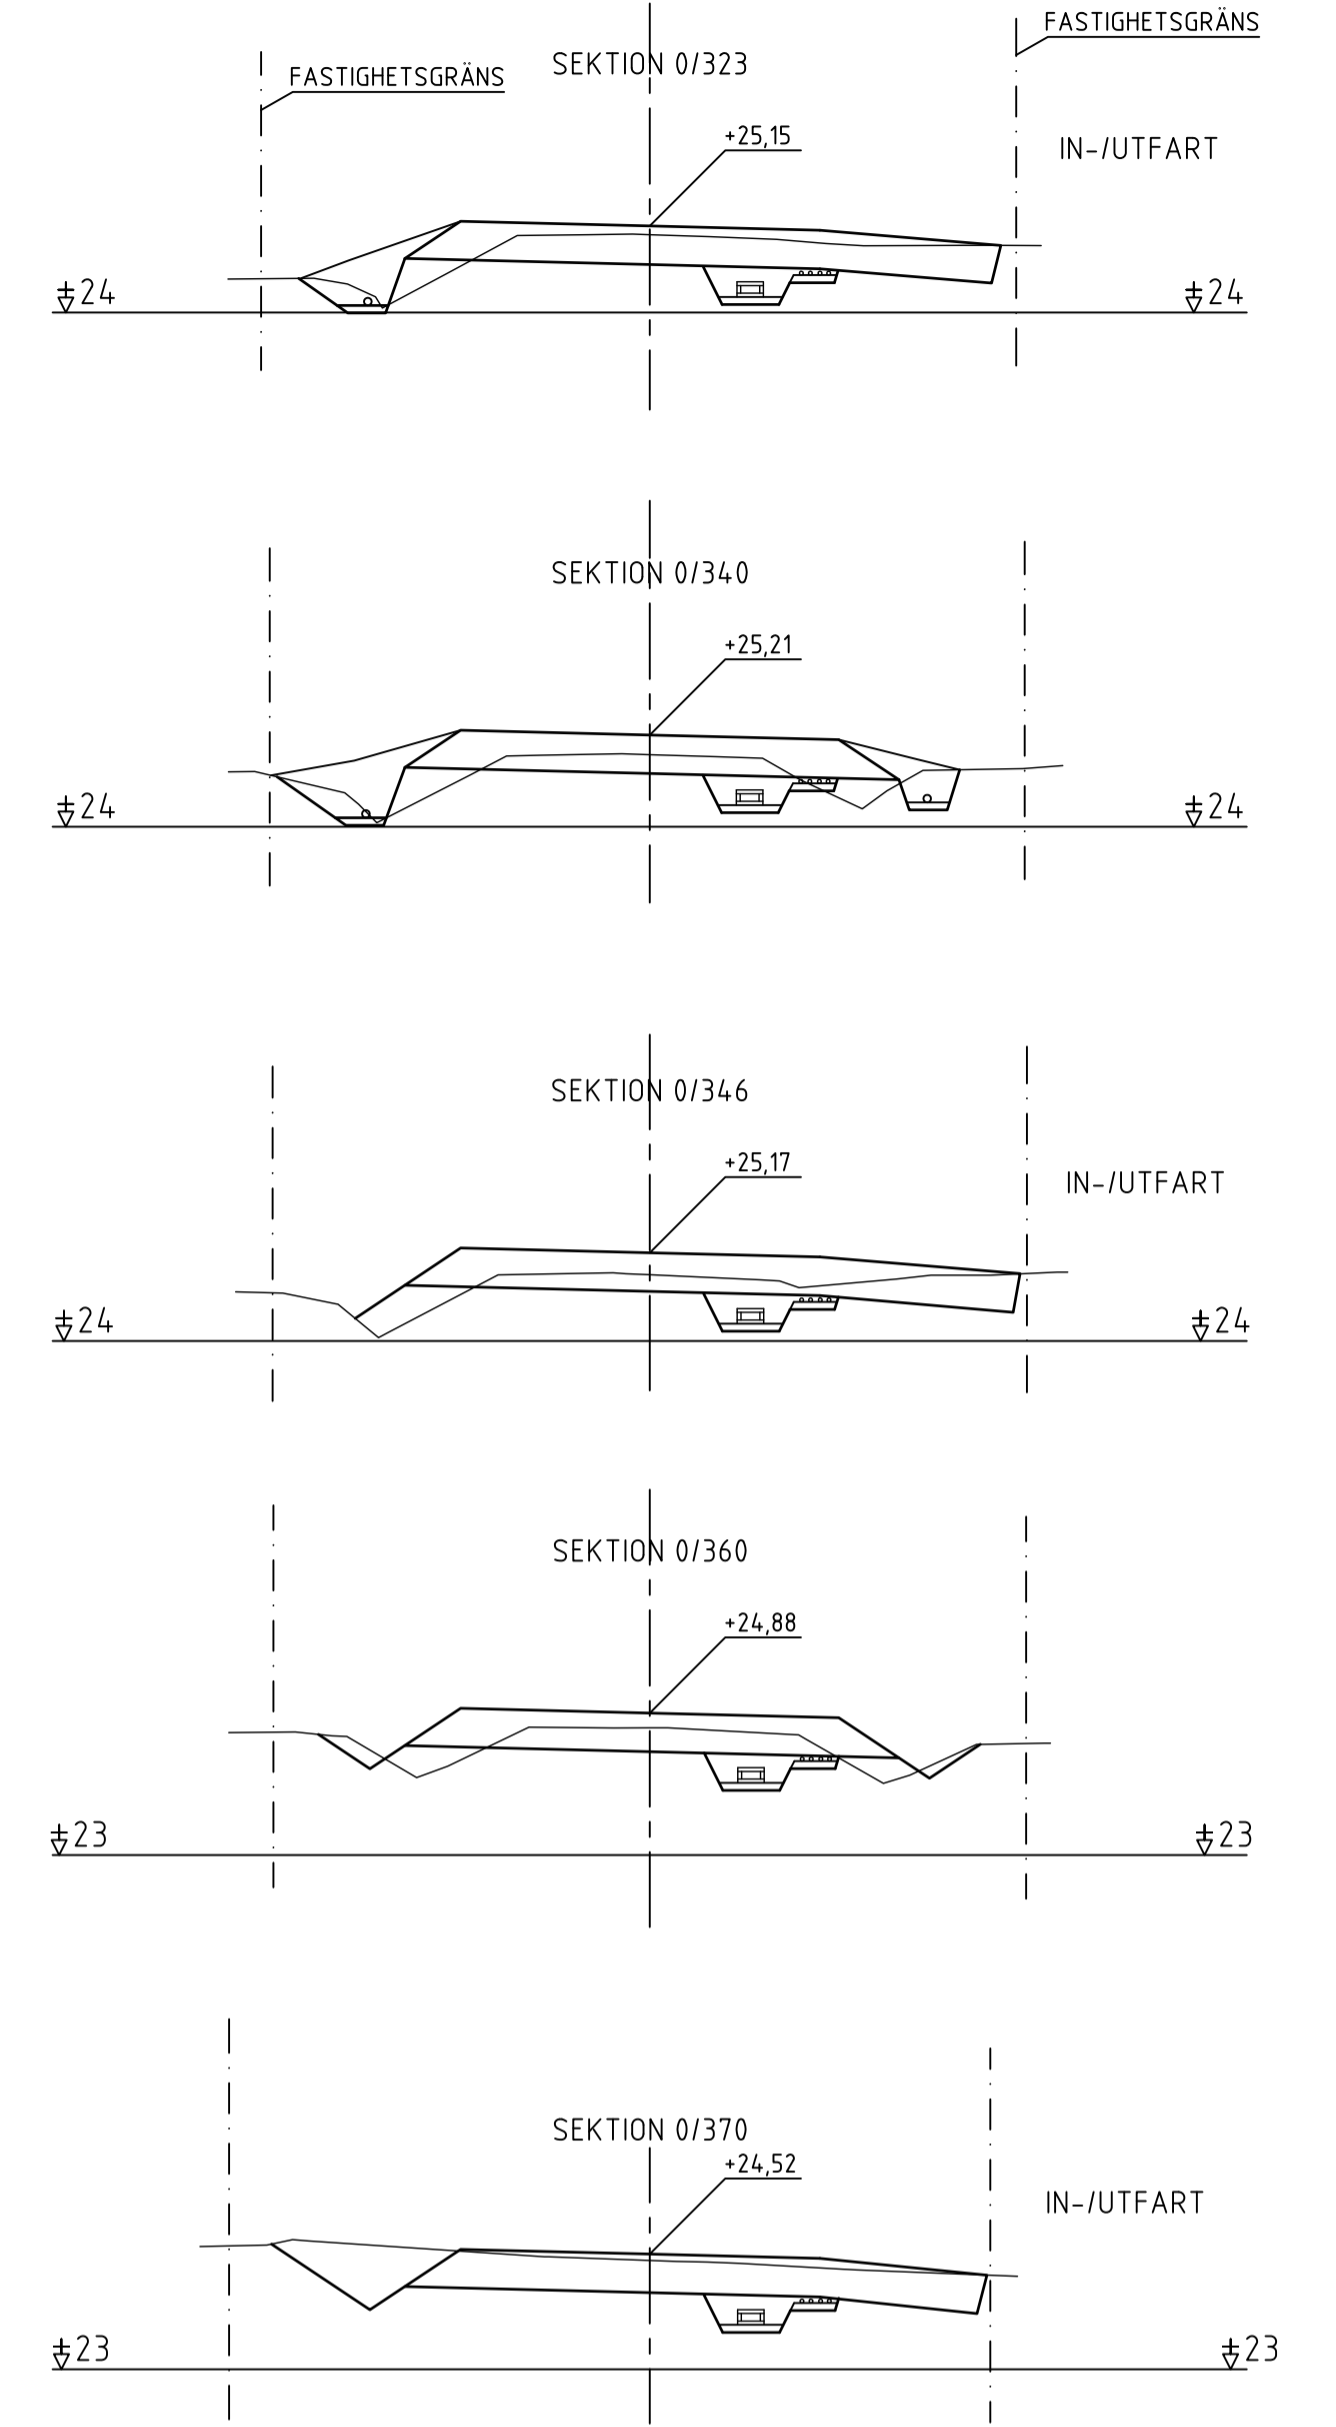 FASTIGHETSGRÄNS
SEKTION 0/323
FASTIGHETSGRÄNS
+25,15
IN-/UTFART
±24
±24
SEKTION 0/340
+25,21
±24
±24
SEKTION 0/346
+25,17
IN-/UTFART
±24
±24
SEKTION 0/360
+24,88
±23
±23
SEKTION 0/370
+24,52
IN-/UTFART
±23
±23